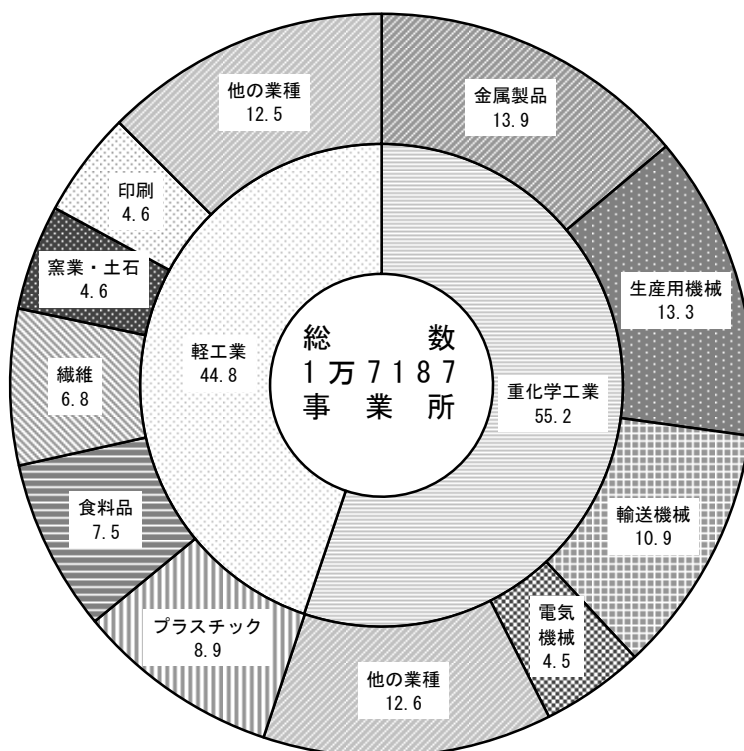 総数
1万7187
事業所
重化学工業
55.2
軽工業
44.8
金属製品
13.9
生産用機械
13.3
輸送機械
10.9
電気
機械
4.5
他の業種
12.6
プラスチック
8.9
食料品
7.5
繊維
6.8
窯業・土石
4.6
印刷
4.6
他の業種
12.5